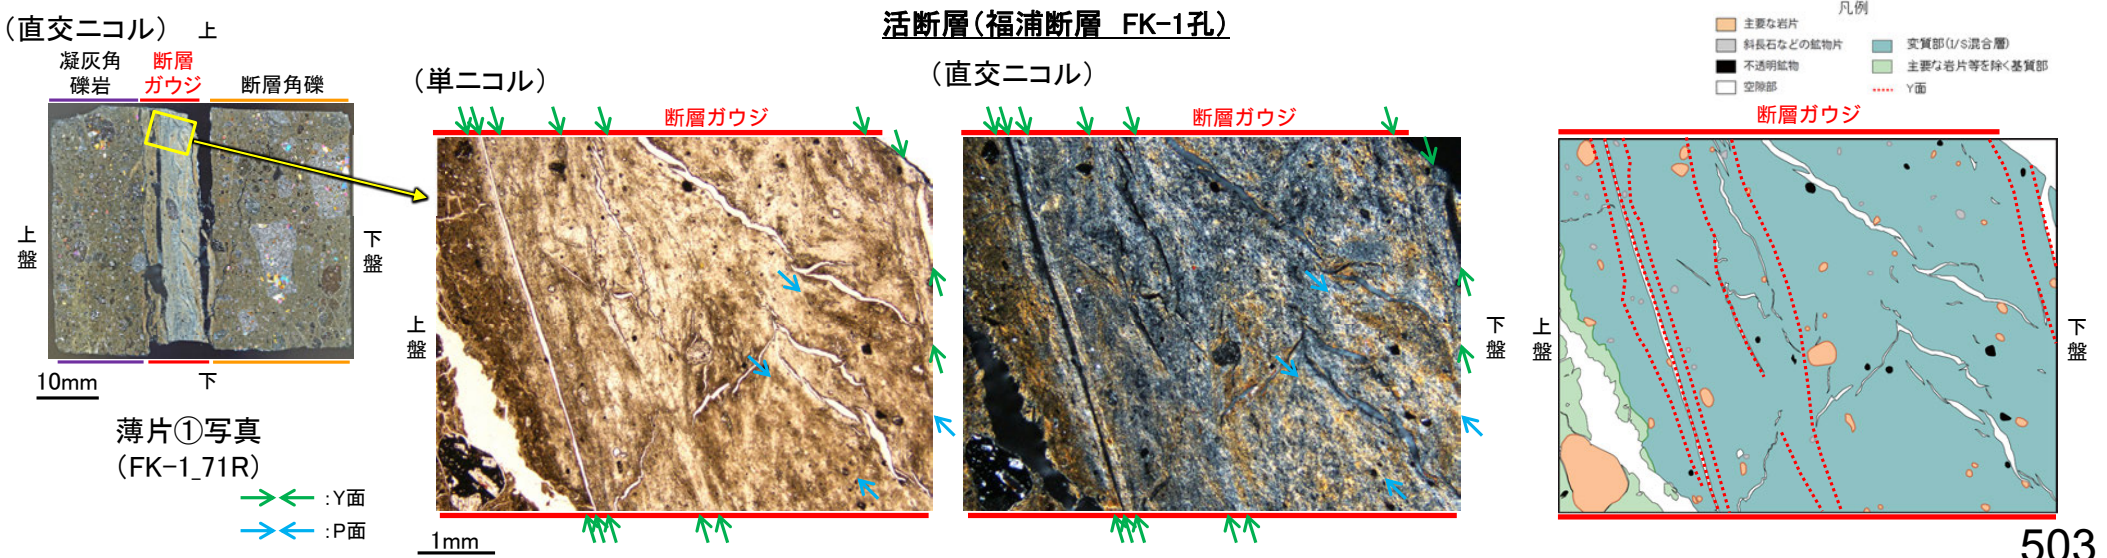 活断層(福浦断層　FK-1孔)
(直交ニコル)
上
凝灰角
礫岩
断層
ガウジ
断層角礫
上
盤
下
盤
10mm
下
薄片①写真
(FK-1_71R)
:Y面
:P面
(単ニコル)
断層ガウジ
上
盤
1mm
(直交ニコル)
断層ガウジ
下
盤
凡例
主要な岩片
斜長石などの鉱物片
不透明鉱物
空隙部
変質部(I/S混合層)
主要な岩片等を除く基質部
Y面
断層ガウジ
上
盤
下
盤
503